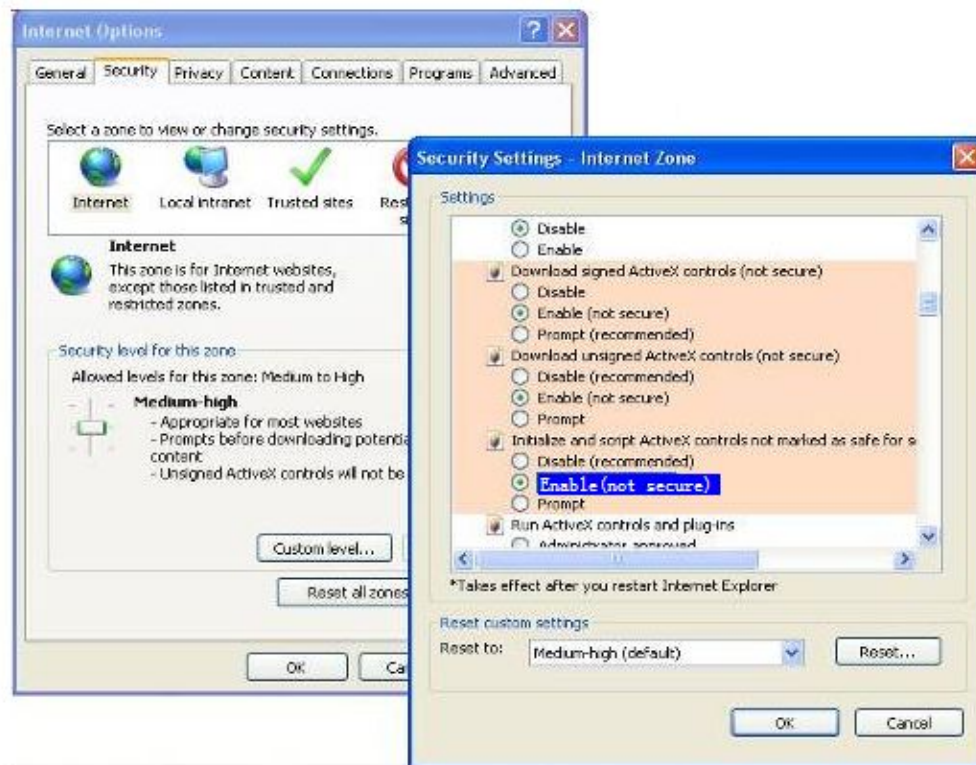 Internet Options
General Security Privacy Content Connections Programs Advanced
Select a zone to view or change security settings.
Internet Local intranet Trusted sites
Internet
This zone is for Internet websites,
except those listed in trusted and
restricted zones.
Security level for this zone
Allowed levels for this zone: Medium to High
Medium-high
- Appropriate for most websites
- Prompts before downloading
content
- Unsigned ActiveX controls will not be
Custom level...
Reset all zones
OK
Security Settings - Internet Zone
Settings
Disable
Enable
Download signed ActiveX controls (not secure)
Disable
Enable (not secure)
Prompt (recommended)
Download unsigned ActiveX controls (not secure)
Disable (recommended)
Enable (not secure)
Prompt
Initialize and script ActiveX controls not marked as safe for s
Disable (recommended)
Enable(not secure)
Prompt
Run ActiveX controls and plug-ins
Administrator approved
*Takes effect after you restart Internet Explorer
Reset custom settings
Reset to: Medium-high (default) Reset...
OK Cancel